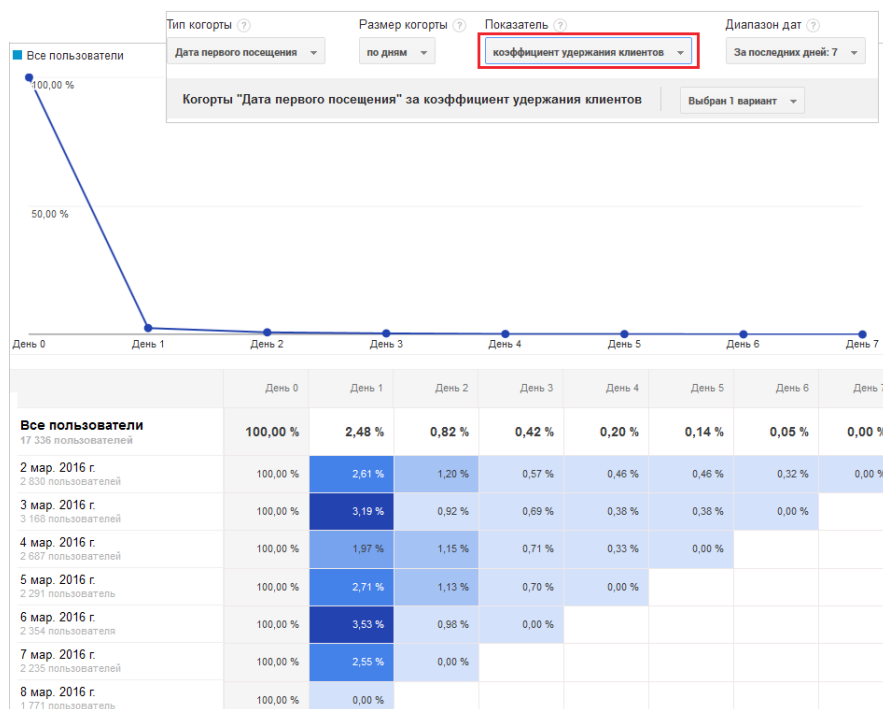 Тип когорты ? Размер когорты ? Показатель ? Диапазон дат ?
Дата первого посещения по дням коэффициент удержания клиентов За последних дней: 7
Когорты "Дата первого посещения" за коэффициент удержания клиентов Выбран 1 вариант
Все пользователи
100,00 %
50,00 %
День 0 День 1 День 2 День 3 День 4 День 5 День 6 День 7
День 0 День 1 День 2 День 3 День 4 День 5 День 6 День 7
Все пользователи
17 336 пользователей
100,00 % 2,48 % 0,82 % 0,42 % 0,20 % 0,14 % 0,05 % 0,00 %
2 мар. 2016 г.
2 830 пользователей
100,00 % 2,61 % 1,20 % 0,57 % 0,46 % 0,46 % 0,32 % 0,00 %
3 мар. 2016 г.
3 168 пользователей
100,00 % 3,19 % 0,92 % 0,69 % 0,38 % 0,38 % 0,00 %
4 мар. 2016 г.
2 687 пользователей
100,00 % 1,97 % 1,15 % 0,71 % 0,33 % 0,00 %
5 мар. 2016 г.
2 291 пользователь
100,00 % 2,71 % 1,13 % 0,70 % 0,00 %
6 мар. 2016 г.
2 354 пользователя
100,00 % 3,53 % 0,98 % 0,00 %
7 мар. 2016 г.
2 235 пользователей
100,00 % 2,55 % 0,00 %
8 мар. 2016 г.
1 771 пользователь
100,00 % 0,00 %